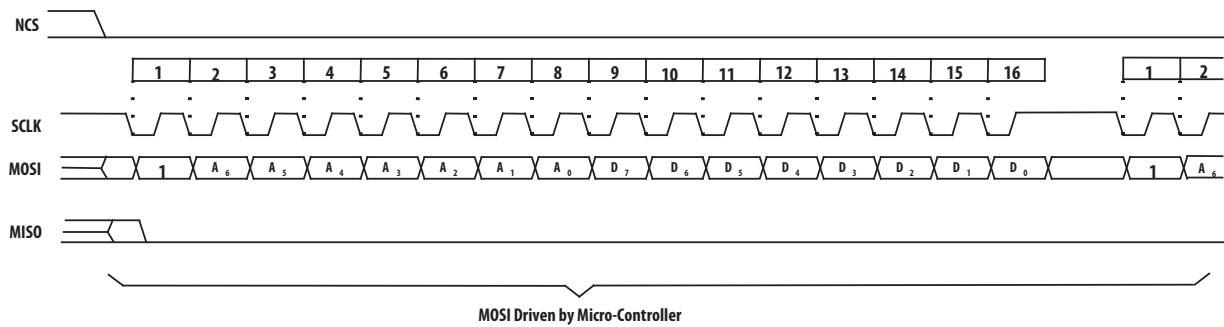 NCS
1 2 3 4 5 6 7 8 9 10 11 12 13 14 15 16 1 2
SCLK
MOSI 1 A6 A5 A4 A3 A2 A1 A0 D7 D6 D5 D4 D3 D2 D1 D0 1 A6
MISO
MOSI Driven by Micro-Controller